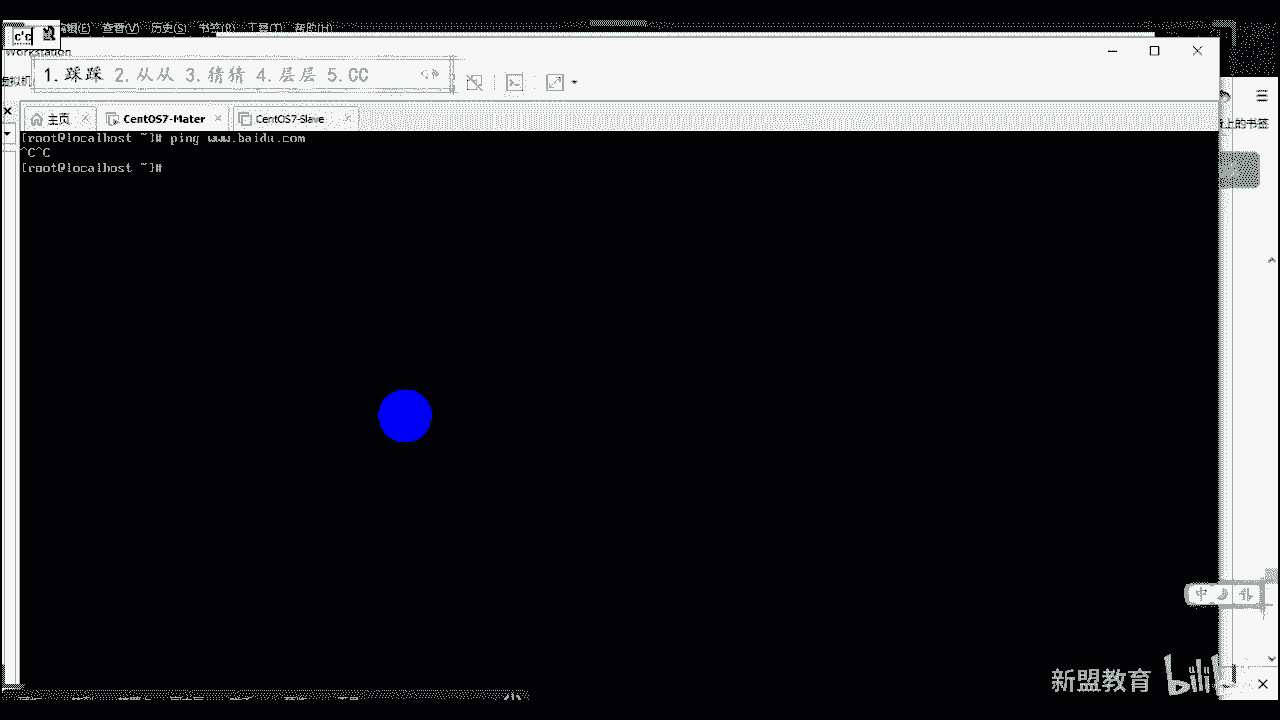 编辑(E) 查看(V) 历史(S) 书签(B) 工具(T) 帮助(H)
c'c
Workstation
虚拟机
1.踩踩 2.从从 3.猜猜 4.层层 5.CC
主页 CentOS7-Mater CentOS7-Slave
上的书签
[root@localhost ~]# ping www.baidu.com
^C^C
[root@localhost ~]#
中
新盟教育 bilibili